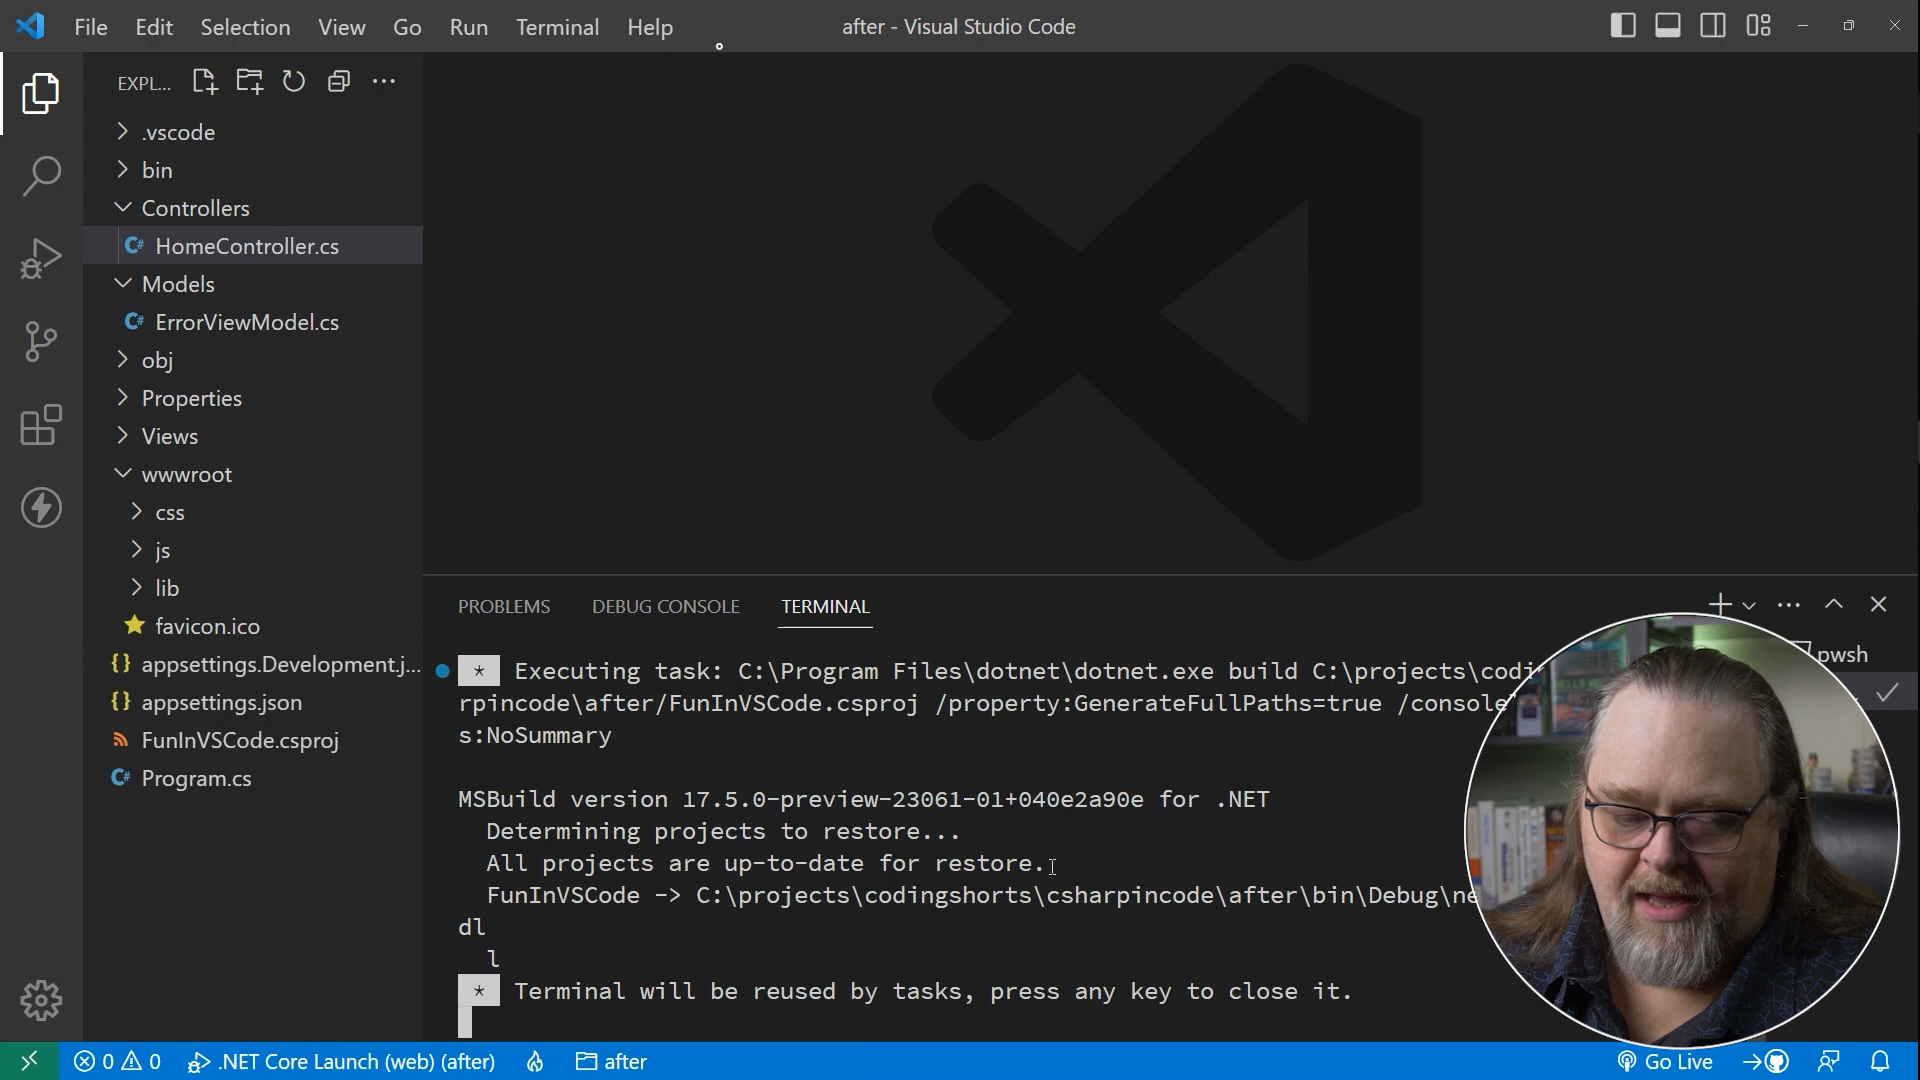 File Edit Selection View Go Run Terminal Help
after - Visual Studio Code
EXPL...
.vscode
bin
Controllers
HomeController.cs
Models
ErrorViewModel.cs
obj
Properties
Views
wwwroot
css
js
lib
favicon.ico
appsettings.Development.j...
appsettings.json
FunInVSCode.csproj
Program.cs
PROBLEMS DEBUG CONSOLE TERMINAL
pwsh
* Executing task: C:\Program Files\dotnet\dotnet.exe build C:\projects\codi
rpincode\after/FunInVSCode.csproj /property:GenerateFullPaths=true /console
s:NoSummary
MSBuild version 17.5.0-preview-23061-01+040e2a90e for .NET
Determining projects to restore...
All projects are up-to-date for restore.
FunInVSCode -> C:\projects\codingshorts\csharpincode\after\bin\Debug\ne
dl
l
* Terminal will be reused by tasks, press any key to close it.
0 0 .NET Core Launch (web) (after) after Go Live